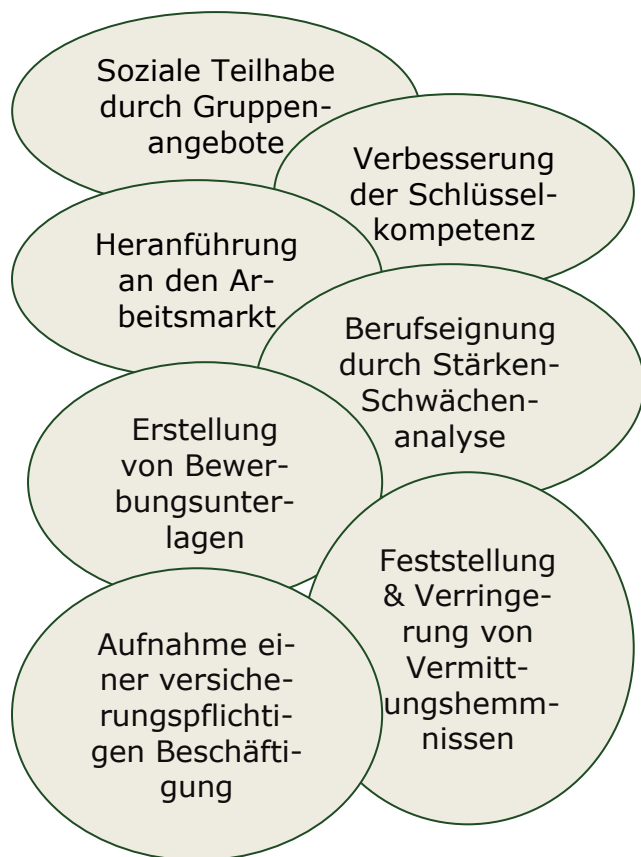 Soziale Teilhabe
durch Gruppen-
angebote
Verbesserung
der Schlüssel-
kompetenz
Heranführung
an den Ar-
beitsmarkt
Berufseignung
durch Stärken-
Schwächen-
analyse
Erstellung
von Bewer-
bungsunter-
lagen
Feststellung
& Verringe-
rung von
Vermitt-
ungshemm-
nissen
Aufnahme ei-
ner versiche-
rungspflichti-
gen Beschäfti-
gung